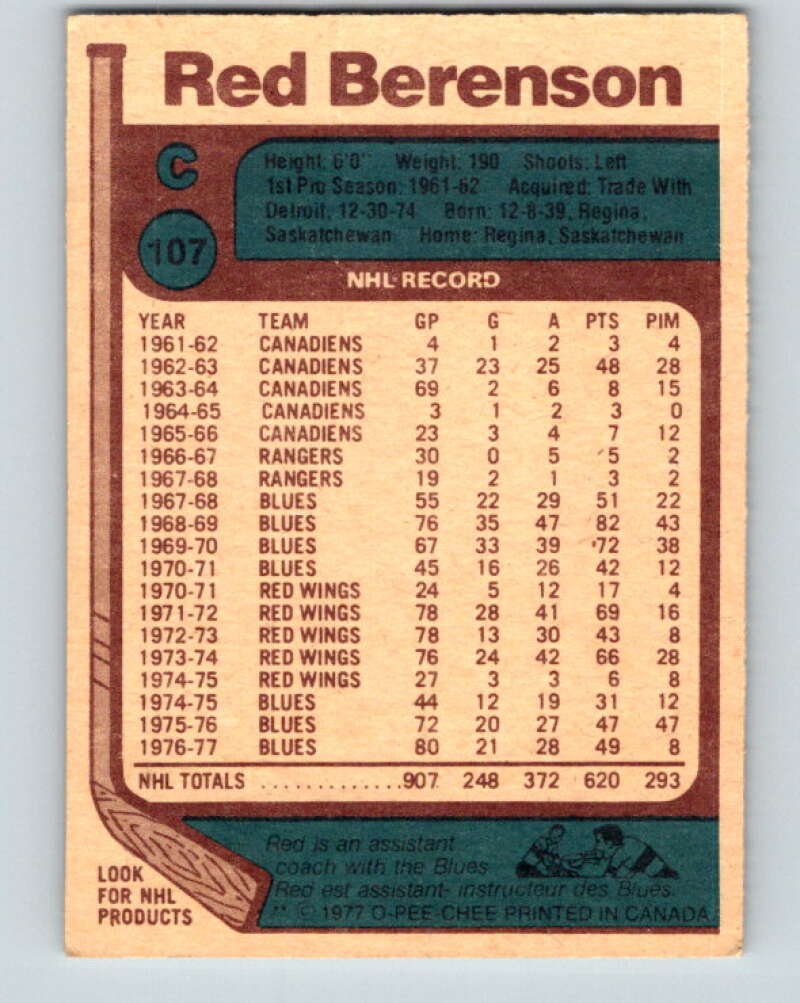 Red Berenson
C
107
Height: 6'0" Weight: 190 Shoots: Left
1st Pro Season: 1961-62 Acquired: Trade With
Detroit, 12-30-74 Born: 12-8-39, Regina,
Saskatchewan Home: Regina, Saskatchewan
NHL RECORD
YEAR TEAM GP G A PTS PIM
1961-62 CANADIENS 4 1 2 3 4
1962-63 CANADIENS 37 23 25 48 28
1963-64 CANADIENS 69 2 6 8 15
1964-65 CANADIENS 3 1 2 3 0
1965-66 CANADIENS 23 3 4 7 12
1966-67 RANGERS 30 0 5 5 2
1967-68 RANGERS 19 2 1 3 2
1967-68 BLUES 55 22 29 51 22
1968-69 BLUES 76 35 47 82 43
1969-70 BLUES 67 33 39 72 38
1970-71 BLUES 45 16 26 42 12
1970-71 RED WINGS 24 5 12 17 4
1971-72 RED WINGS 78 28 41 69 16
1972-73 RED WINGS 78 13 30 43 8
1973-74 RED WINGS 76 24 42 66 28
1974-75 RED WINGS 27 3 3 6 8
1974-75 BLUES 44 12 19 31 12
1975-76 BLUES 72 20 27 47 47
1976-77 BLUES 80 21 28 49 8
NHL TOTALS .............907 248 372 620 293
Red is an assistant
coach with the Blues
Red est assistant- instructeur des Blues.
** © 1977 O-PEE-CHEE PRINTED IN CANADA
LOOK
FOR NHL
PRODUCTS